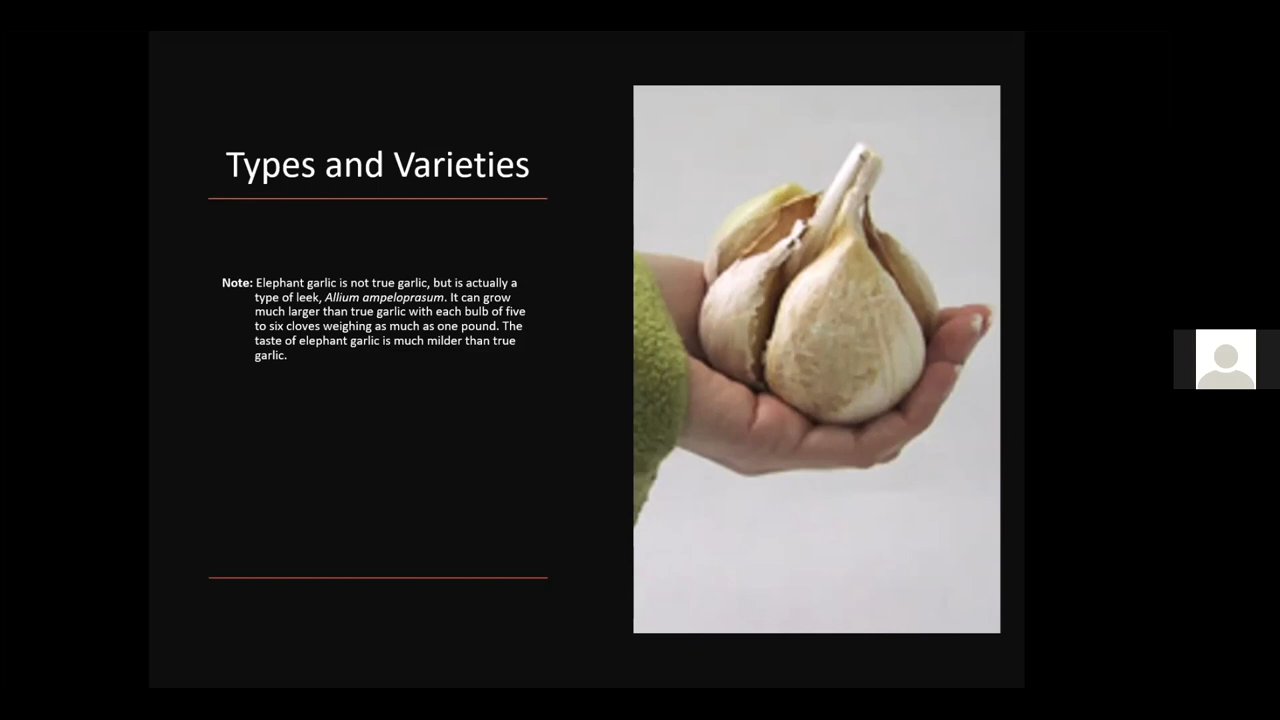 Types and Varieties
Note: Elephant garlic is not true garlic, but is actually a
type of leek, Allium ampeloprasum. It can grow
much larger than true garlic with each bulb of five
to six cloves weighing as much as one pound. The
taste of elephant garlic is much milder than true
garlic.